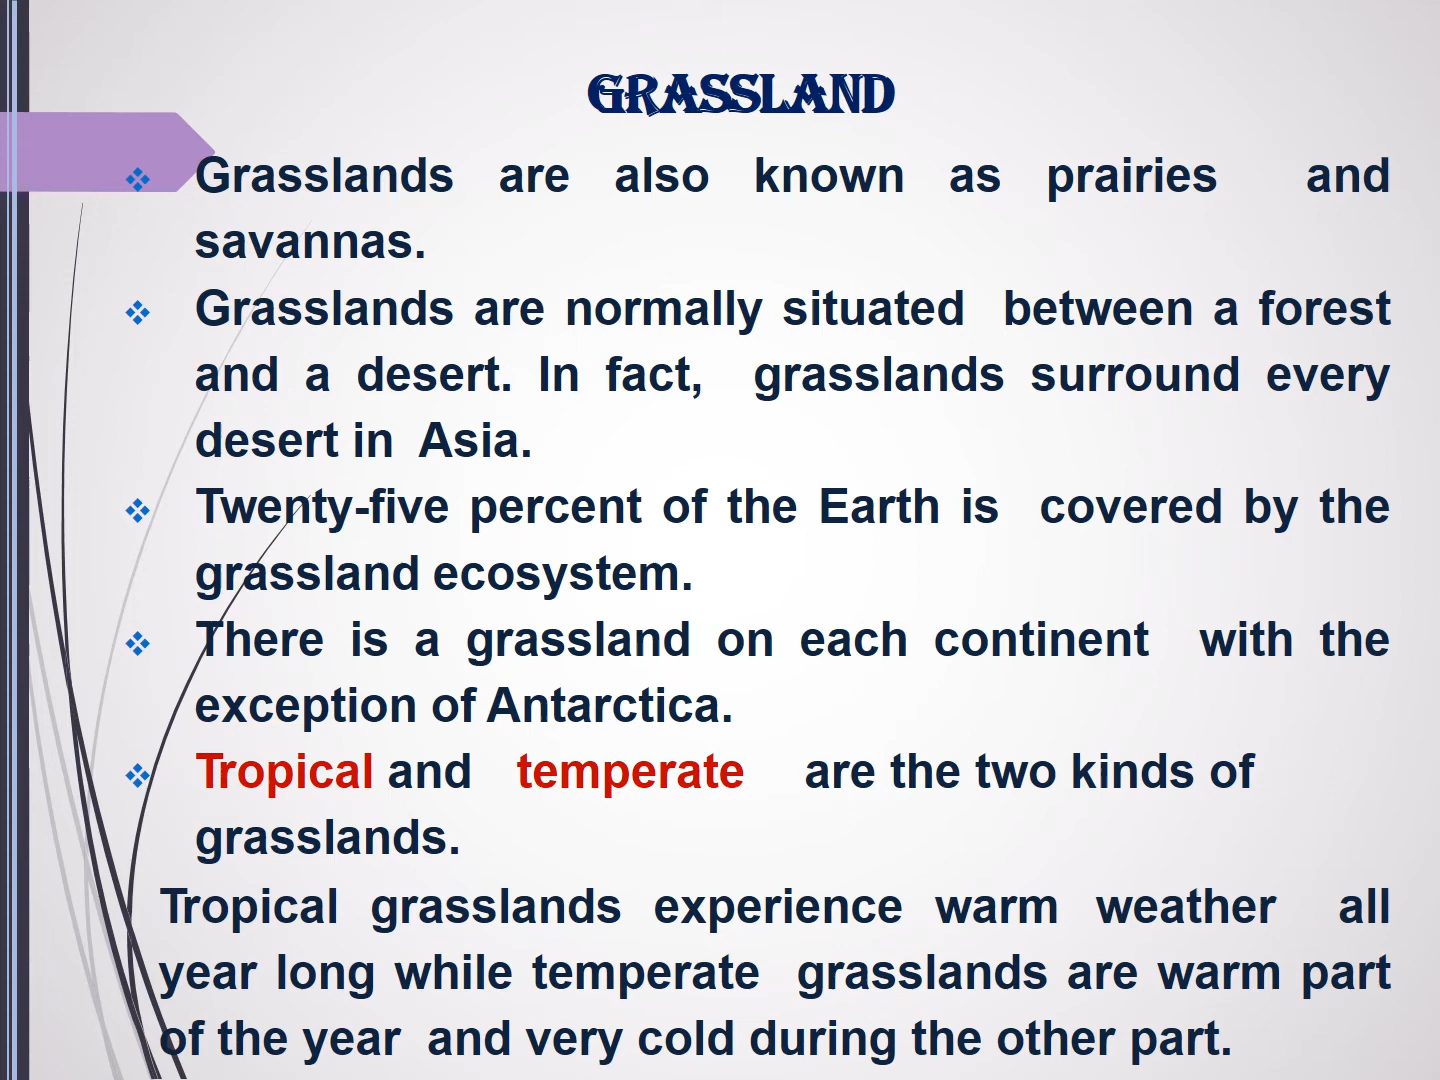 GRASSLAND
❖ Grasslands are also known as prairies and
savannas.
❖ Grasslands are normally situated between a forest
and a desert. In fact, grasslands surround every
desert in Asia.
❖ Twenty-five percent of the Earth is covered by the
grassland ecosystem.
❖ There is a grassland on each continent with the
exception of Antarctica.
❖ Tropical and temperate are the two kinds of
grasslands.
Tropical grasslands experience warm weather all
year long while temperate grasslands are warm part
of the year and very cold during the other part.